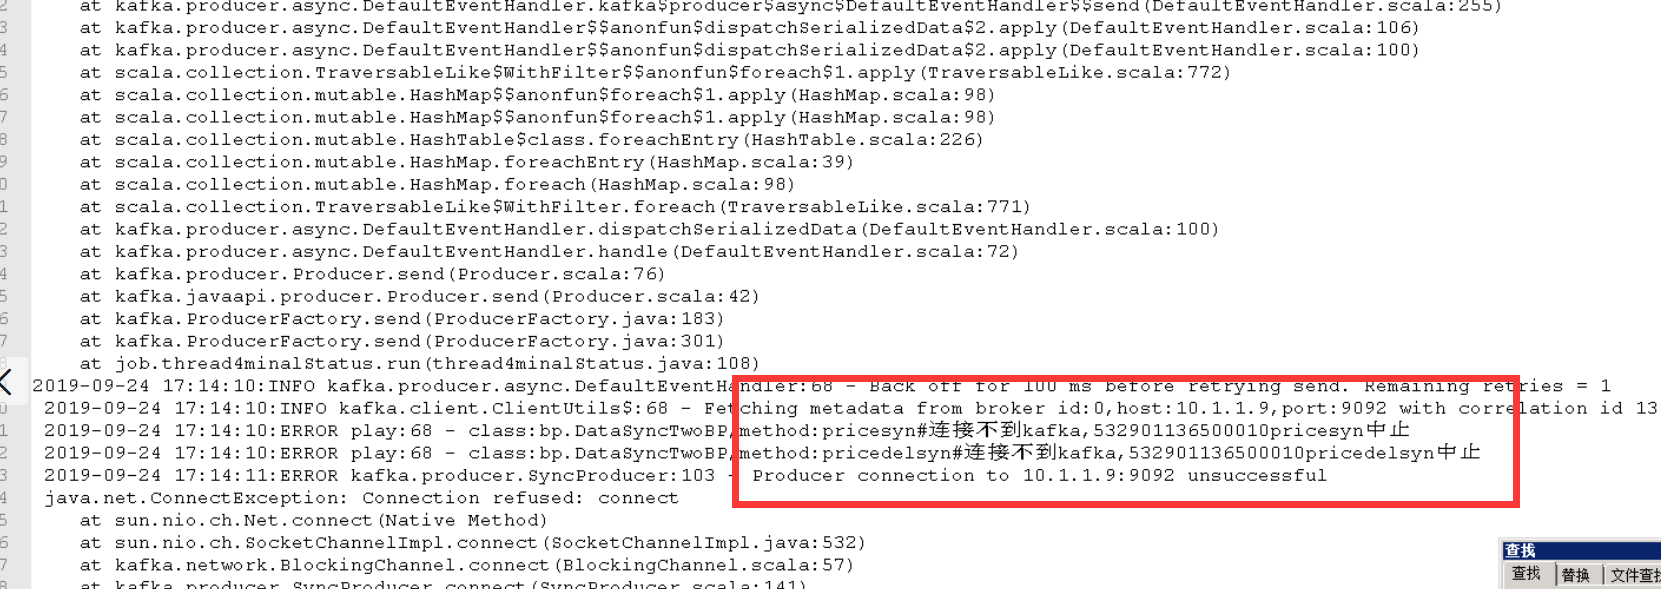 at kafka.producer.async.DefaultEventHandler.kafka$producer$async$DefaultEventHandler$$send(DefaultEventHandler.scala:255)
3 at kafka.producer.async.DefaultEventHandler$$anonfun$dispatchSerializedData$2.apply(DefaultEventHandler.scala:106)
4 at kafka.producer.async.DefaultEventHandler$$anonfun$dispatchSerializedData$2.apply(DefaultEventHandler.scala:100)
5 at scala.collection.TraversableLike$WithFilter$$anonfun$foreach$1.apply(TraversableLike.scala:772)
6 at scala.collection.mutable.HashMap$$anonfun$foreach$1.apply(HashMap.scala:98)
7 at scala.collection.mutable.HashMap$$anonfun$foreach$1.apply(HashMap.scala:98)
8 at scala.collection.mutable.HashTable$class.foreachEntry(HashTable.scala:226)
9 at scala.collection.mutable.HashMap.foreachEntry(HashMap.scala:39)
0 at scala.collection.mutable.HashMap.foreach(HashMap.scala:98)
1 at scala.collection.TraversableLike$WithFilter.foreach(TraversableLike.scala:771)
2 at kafka.producer.async.DefaultEventHandler.dispatchSerializedData(DefaultEventHandler.scala:100)
3 at kafka.producer.async.DefaultEventHandler.handle(DefaultEventHandler.scala:72)
4 at kafka.producer.Producer.send(Producer.scala:76)
5 at kafka.javaapi.producer.Producer.send(Producer.scala:42)
6 at kafka.ProducerFactory.send(ProducerFactory.java:183)
7 at kafka.ProducerFactory.send(ProducerFactory.java:301)
at job.thread4minalStatus.run(thread4minalStatus.java:108)
2019-09-24 17:14:10:INFO kafka.producer.async.DefaultEventHandler:68 - Back off for 100 ms before retrying send. Remaining retries = 1
0 2019-09-24 17:14:10:INFO kafka.client.ClientUtils$:68 - Fetching metadata from broker id:0,host:10.1.1.9,port:9092 with correlation id 13
1 2019-09-24 17:14:10:ERROR play:68 - class:bp.DataSyncTwoBP,method:pricesyn#连接不到kafka,532901136500010pricesyn中止
2 2019-09-24 17:14:10:ERROR play:68 - class:bp.DataSyncTwoBP,method:pricedelsyn#连接不到kafka,532901136500010pricedelsyn中止
3 2019-09-24 17:14:11:ERROR kafka.producer.SyncProducer:103 - Producer connection to 10.1.1.9:9092 unsuccessful
4 java.net.ConnectException: Connection refused: connect
5 at sun.nio.ch.Net.connect(Native Method)
6 at sun.nio.ch.SocketChannelImpl.connect(SocketChannelImpl.java:532)
7 at kafka.network.BlockingChannel.connect(BlockingChannel.scala:57)
8 at kafka.producer.SyncProducer.connect(SyncProducer.scala:141)
查找
查找 替换 文件查找